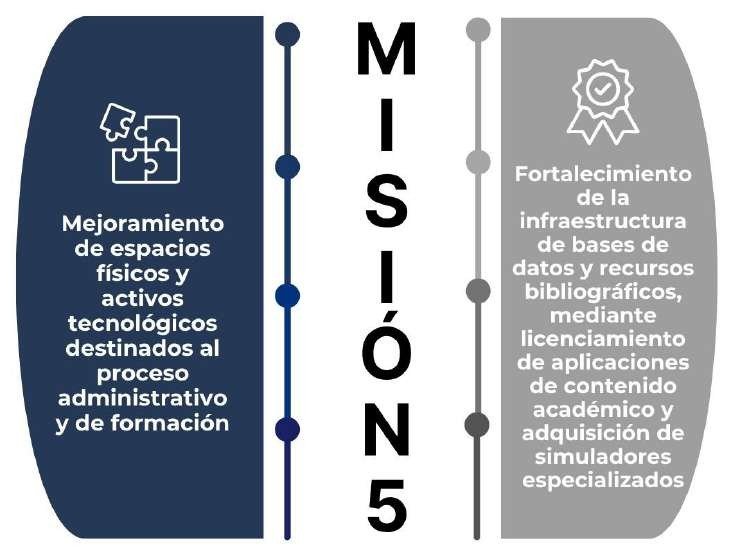 Mejoramiento
de espacios
físicos y
activos
tecnológicos
destinados al
proceso
administrativo
y de formación
MISIÓN5
Fortalecimiento
de la
infraestructura
de bases de
datos y recursos
bibliográficos,
mediante
licenciamiento
de aplicaciones
de contenido
académico y
adquisición de
simuladores
especializados